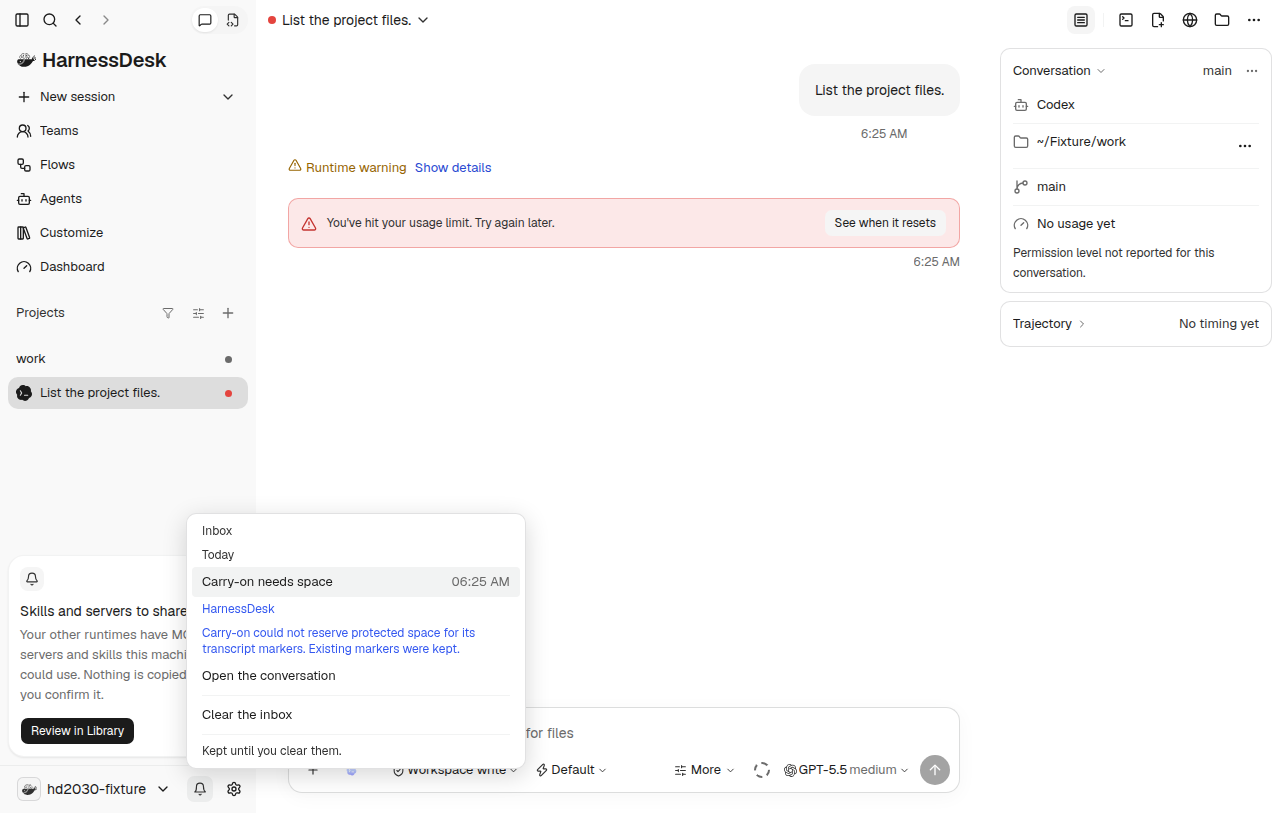 List the project files.
HarnessDesk
New session
Teams
Flows
Agents
Customize
Dashboard
Projects
work
List the project files.
Skills and servers to share
Your other runtimes have MC
servers and skills this machi
could use. Nothing is copied
you confirm it.
Review in Library
hd2030-fixture
List the project files.
6:25 AM
Runtime warning Show details
You've hit your usage limit. Try again later. See when it resets
6:25 AM
Inbox
Today
Carry-on needs space 06:25 AM
HarnessDesk
Carry-on could not reserve protected space for its
transcript markers. Existing markers were kept.
Open the conversation
Clear the inbox
Kept until you clear them.
for files
Workspace write Default More GPT-5.5 medium
Conversation main
Codex
~/Fixture/work
main
No usage yet
Permission level not reported for this
conversation.
Trajectory No timing yet